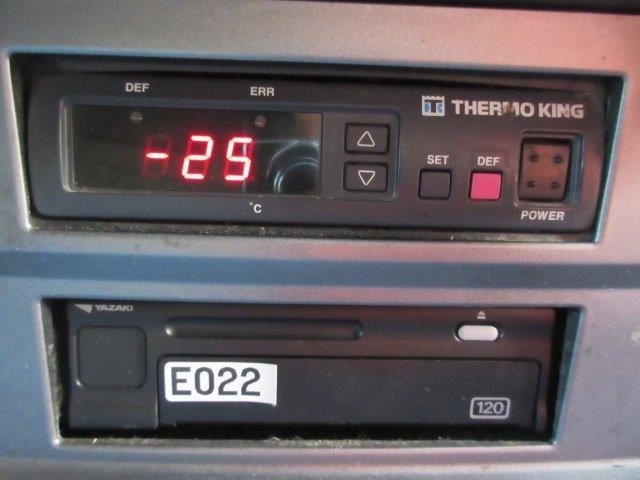 DEF ERR
THERMO KING
-25
SET DEF
°C
POWER
YAZAKI
E022
120